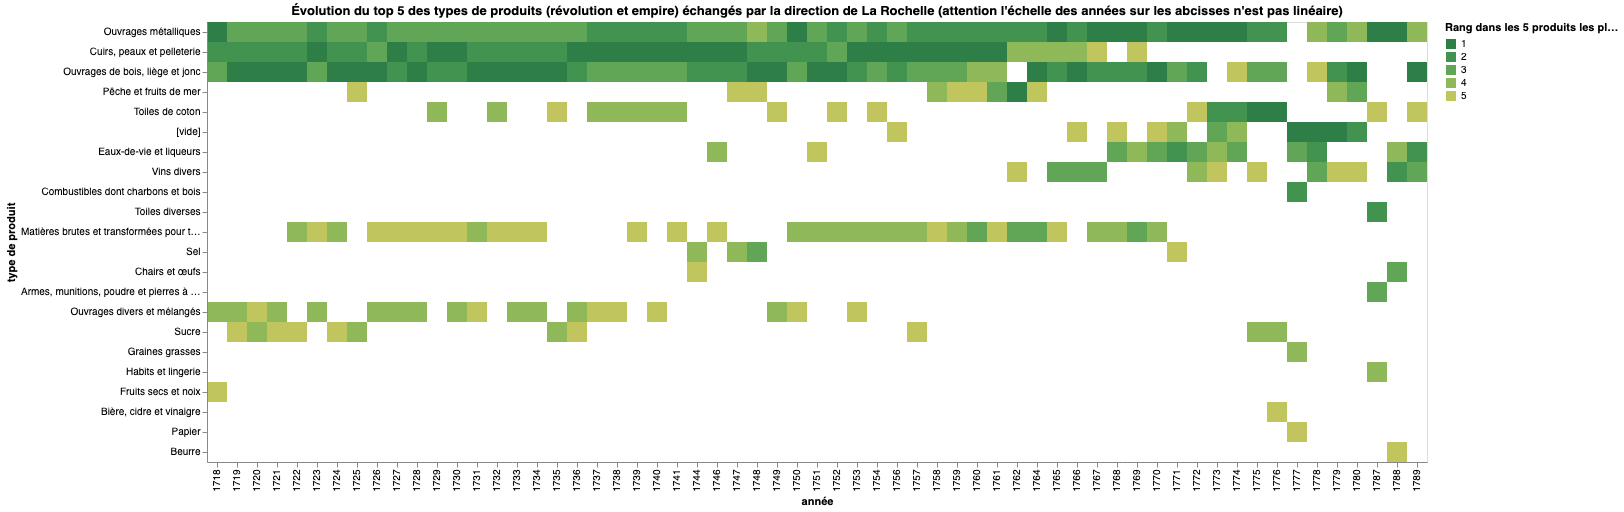 Évolution du top 5 des types de produits (révolution et empire) échangés par la direction de La Rochelle (attention l'échelle des années sur les abcisses n'est pas linéaire)
Rang dans les 5 produits les pl…
1
2
3
4
5
type de produit
Ouvrages métalliques
Cuirs, peaux et pelleterie
Ouvrages de bois, liège et jonc
Pêche et fruits de mer
Toiles de coton
[vide]
Eaux-de-vie et liqueurs
Vins divers
Combustibles dont charbons et bois
Toiles diverses
Matières brutes et transformées pour t…
Sel
Chairs et œufs
Armes, munitions, poudre et pierres à …
Ouvrages divers et mélangés
Sucre
Graines grasses
Habits et lingerie
Fruits secs et noix
Bière, cidre et vinaigre
Papier
Beurre
1718 1719 1720 1721 1722 1723 1724 1725 1726 1727 1728 1729 1730 1731 1733 1734 1735 1736 1737 1738 1739 1740 1741 1744 1746 1747 1748 1749 1750 1751 1752 1753 1754 1756 1757 1758 1759 1760 1761 1762 1764 1765 1766 1767 1768 1769 1770 1771 1772 1773 1774 1775 1776 1777 1778 1779 1780 1787 1788 1789
année